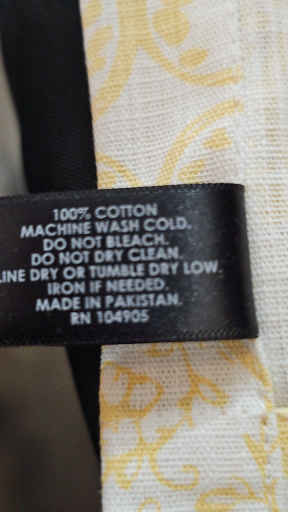 100% COTTON
MACHINE WASH COLD.
DO NOT BLEACH.
DO NOT DRY CLEAN.
LINE DRY OR TUMBLE DRY LOW.
IRON IF NEEDED.
MADE IN PAKISTAN.
RN 104905